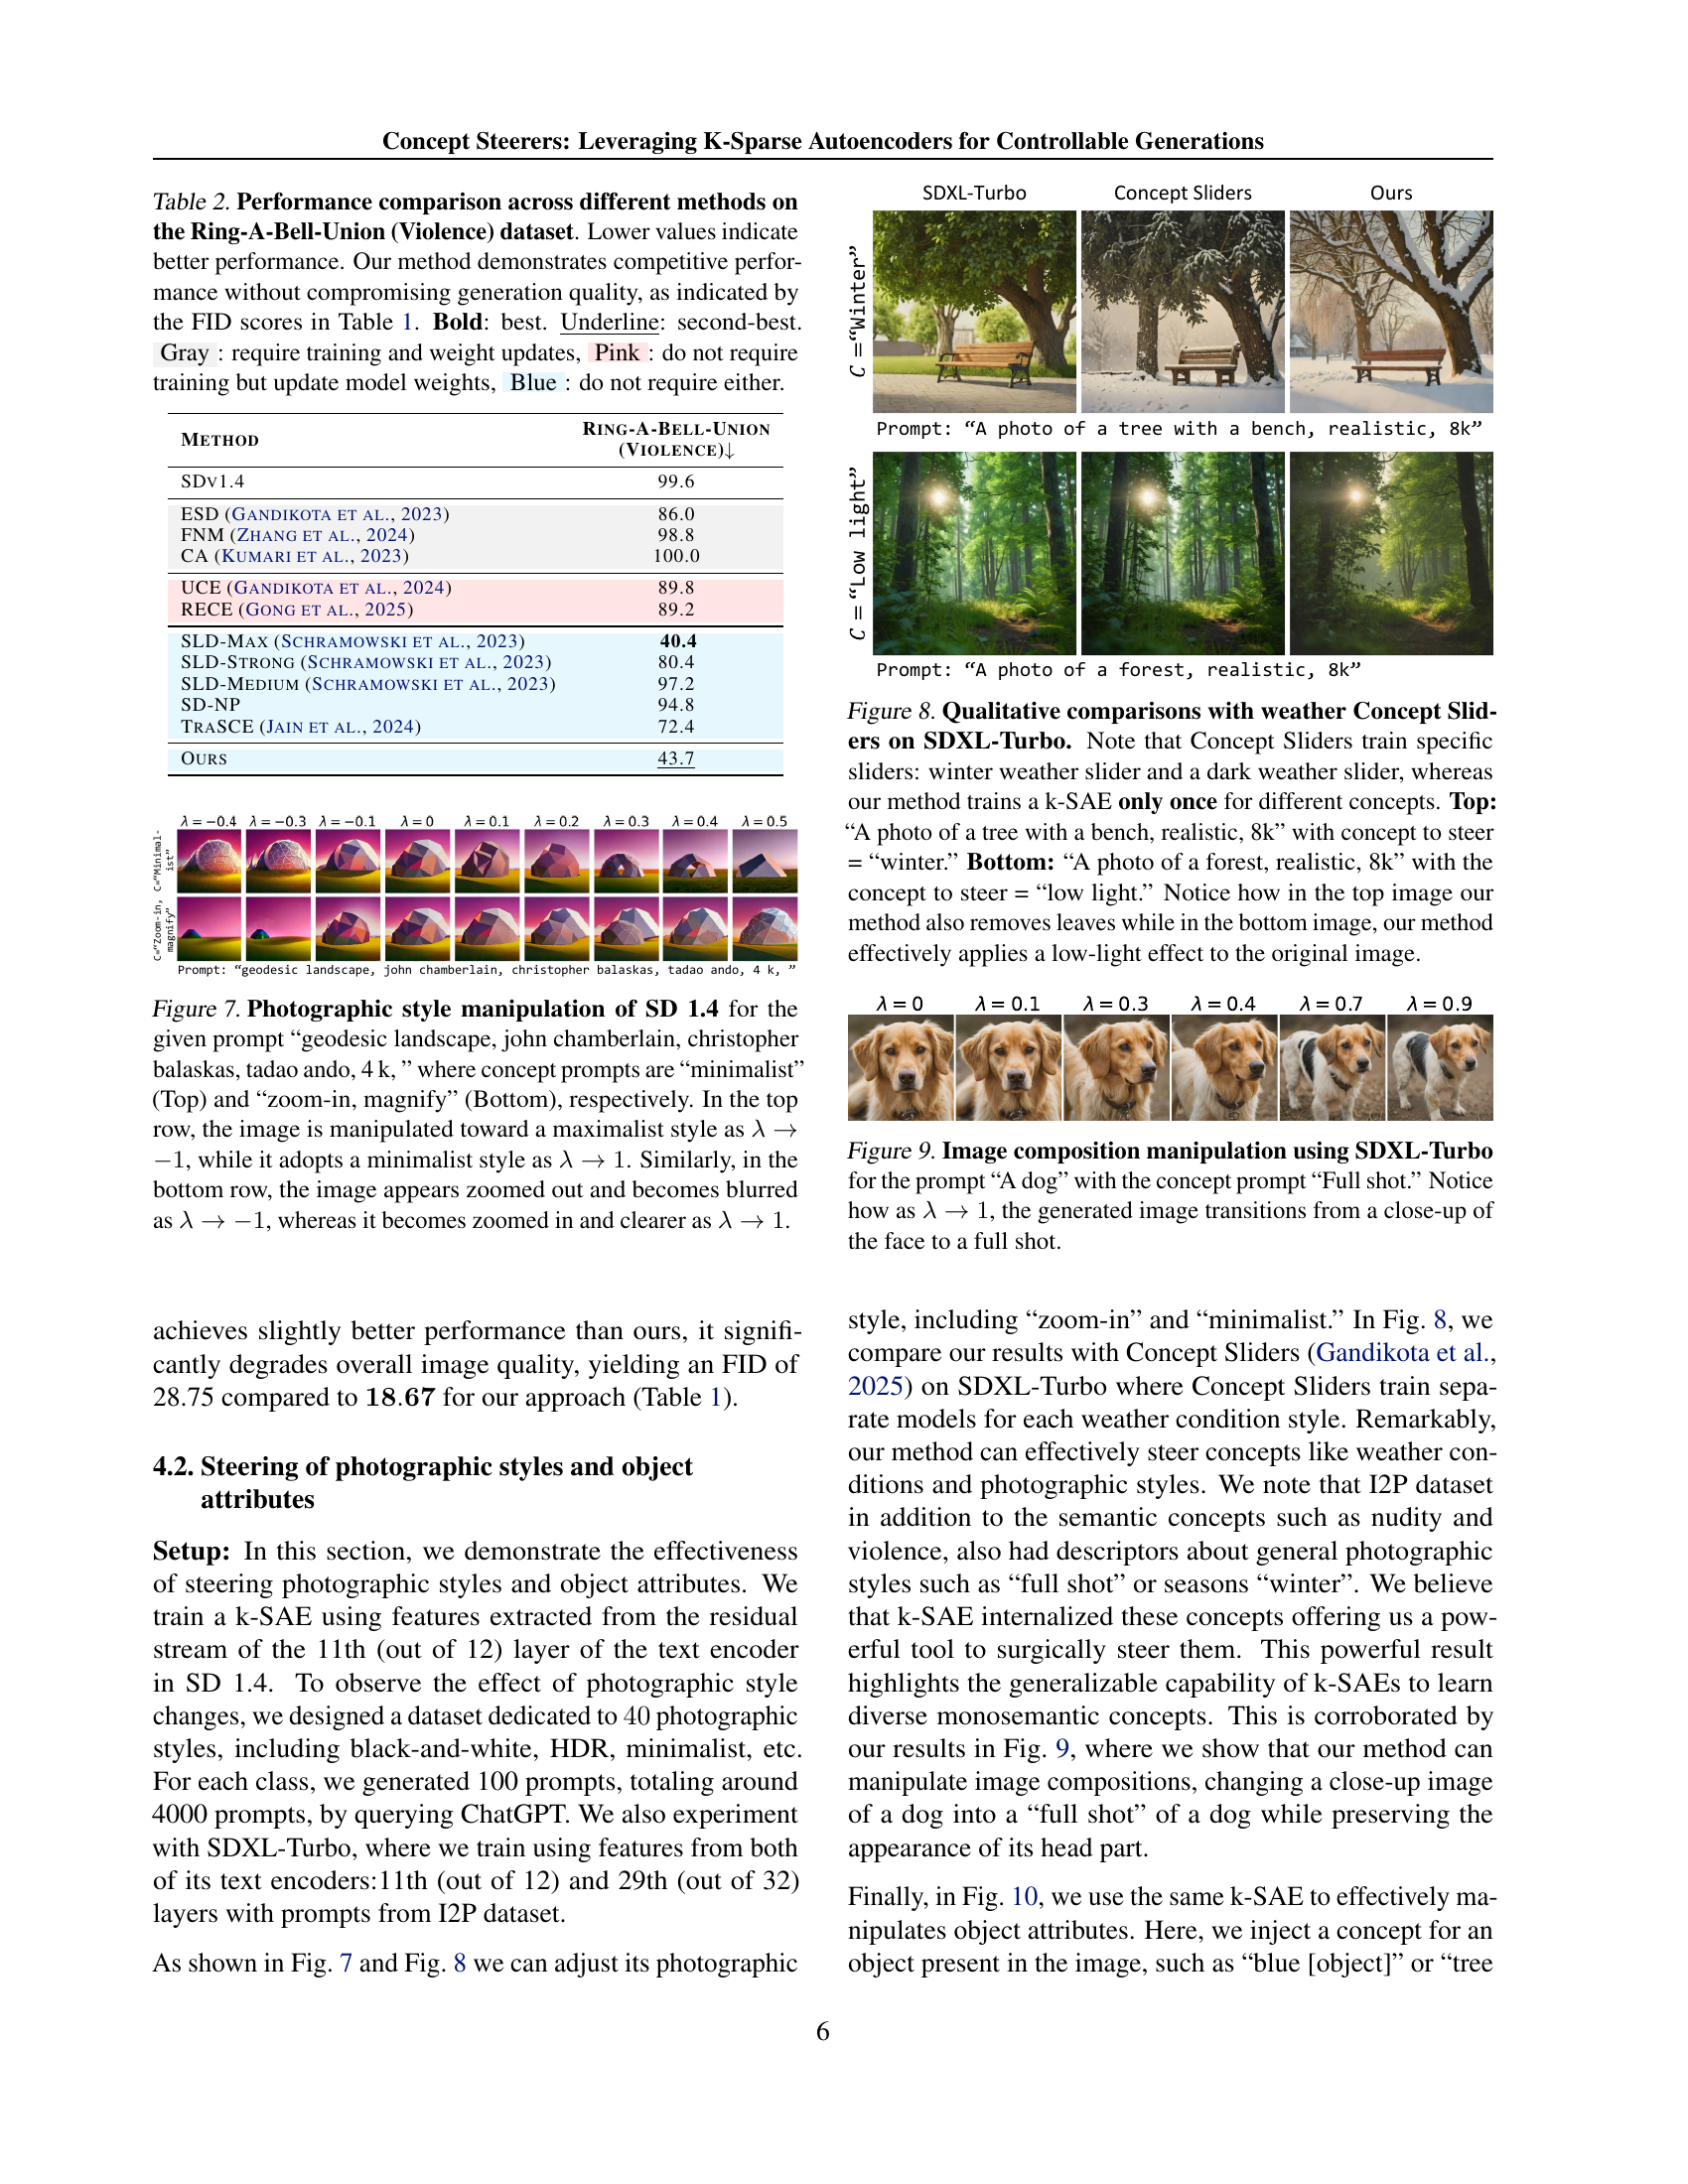 Concept Steerers: Leveraging K-Sparse Autoencoders for Controllable Generations
Table 2. Performance comparison across different methods on
the Ring-A-Bell-Union (Violence) dataset. Lower values indicate
better performance. Our method demonstrates competitive perfor-
mance without compromising generation quality, as indicated by
the FID scores in Table 1. Bold: best. Underline: second-best.
Gray : require training and weight updates, Pink : do not require
training but update model weights, Blue : do not require either.
METHOD RING-A-BELL-UNION
(VIOLENCE)↓
SDV1.4 99.6
ESD (GANDIKOTA ET AL., 2023) 86.0
FNM (ZHANG ET AL., 2024) 98.8
CA (KUMARI ET AL., 2023) 100.0
UCE (GANDIKOTA ET AL., 2024) 89.8
RECE (GONG ET AL., 2025) 89.2
SLD-MAX (SCHRAMOWSKI ET AL., 2023) 40.4
SLD-STRONG (SCHRAMOWSKI ET AL., 2023) 80.4
SLD-MEDIUM (SCHRAMOWSKI ET AL., 2023) 97.2
SD-NP 94.8
TRASCE (JAIN ET AL., 2024) 72.4
OURS 43.7
λ = −0.4 λ = −0.3 λ = −0.1 λ = 0 λ = 0.1 λ = 0.2 λ = 0.3 λ = 0.4 λ = 0.5
C="Minimal-
ist"
C="Zoom-in,
magnify"
Prompt: “geodesic landscape, john chamberlain, christopher balaskas, tadao ando, 4 k, ”
Figure 7. Photographic style manipulation of SD 1.4 for the
given prompt “geodesic landscape, john chamberlain, christopher
balaskas, tadao ando, 4 k, ” where concept prompts are “minimalist”
(Top) and “zoom-in, magnify” (Bottom), respectively. In the top
row, the image is manipulated toward a maximalist style as λ →
−1, while it adopts a minimalist style as λ → 1. Similarly, in the
bottom row, the image appears zoomed out and becomes blurred
as λ → −1, whereas it becomes zoomed in and clearer as λ → 1.
achieves slightly better performance than ours, it signifi-
cantly degrades overall image quality, yielding an FID of
28.75 compared to 18.67 for our approach (Table 1).
4.2. Steering of photographic styles and object
attributes
Setup: In this section, we demonstrate the effectiveness
of steering photographic styles and object attributes. We
train a k-SAE using features extracted from the residual
stream of the 11th (out of 12) layer of the text encoder
in SD 1.4. To observe the effect of photographic style
changes, we designed a dataset dedicated to 40 photographic
styles, including black-and-white, HDR, minimalist, etc.
For each class, we generated 100 prompts, totaling around
4000 prompts, by querying ChatGPT. We also experiment
with SDXL-Turbo, where we train using features from both
of its text encoders:11th (out of 12) and 29th (out of 32)
layers with prompts from I2P dataset.
As shown in Fig. 7 and Fig. 8 we can adjust its photographic
SDXL-Turbo Concept Sliders Ours
C =“Winter”
Prompt: “A photo of a tree with a bench, realistic, 8k”
C =“Low light”
Prompt: “A photo of a forest, realistic, 8k”
Figure 8. Qualitative comparisons with weather Concept Slid-
ers on SDXL-Turbo. Note that Concept Sliders train specific
sliders: winter weather slider and a dark weather slider, whereas
our method trains a k-SAE only once for different concepts. Top:
“A photo of a tree with a bench, realistic, 8k” with concept to steer
= “winter.” Bottom: “A photo of a forest, realistic, 8k” with the
concept to steer = “low light.” Notice how in the top image our
method also removes leaves while in the bottom image, our method
effectively applies a low-light effect to the original image.
λ = 0 λ = 0.1 λ = 0.3 λ = 0.4 λ = 0.7 λ = 0.9
Figure 9. Image composition manipulation using SDXL-Turbo
for the prompt “A dog” with the concept prompt “Full shot.” Notice
how as λ → 1, the generated image transitions from a close-up of
the face to a full shot.
style, including “zoom-in” and “minimalist.” In Fig. 8, we
compare our results with Concept Sliders (Gandikota et al.,
2025) on SDXL-Turbo where Concept Sliders train sepa-
rate models for each weather condition style. Remarkably,
our method can effectively steer concepts like weather con-
ditions and photographic styles. We note that I2P dataset
in addition to the semantic concepts such as nudity and
violence, also had descriptors about general photographic
styles such as “full shot” or seasons “winter”. We believe
that k-SAE internalized these concepts offering us a pow-
erful tool to surgically steer them. This powerful result
highlights the generalizable capability of k-SAEs to learn
diverse monosemantic concepts. This is corroborated by
our results in Fig. 9, where we show that our method can
manipulate image compositions, changing a close-up image
of a dog into a “full shot” of a dog while preserving the
appearance of its head part.
Finally, in Fig. 10, we use the same k-SAE to effectively ma-
nipulates object attributes. Here, we inject a concept for an
object present in the image, such as “blue [object]” or “tree
6